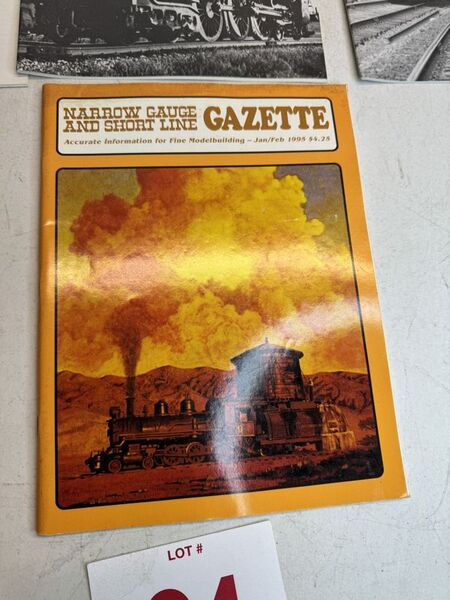 NARROW GAUGE
AND SHORT LINE
GAZETTE
Accurate Information for Fine Modelbuilding – Jan/Feb 1995 $4.25
LOT #